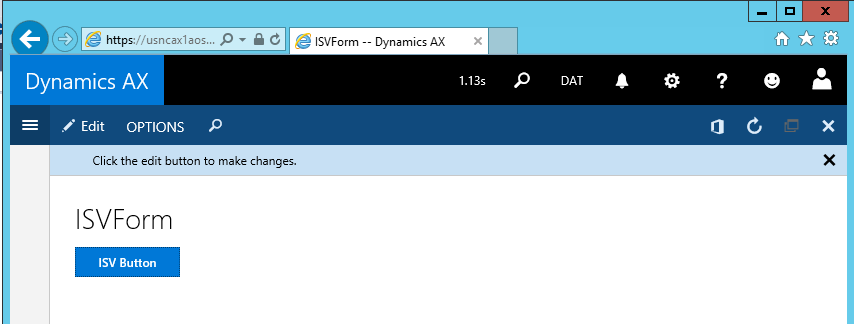 https://usncax1aos...
ISVForm -- Dynamics AX
Dynamics AX
1.13s
DAT
Edit
OPTIONS
Click the edit button to make changes.
ISVForm
ISV Button